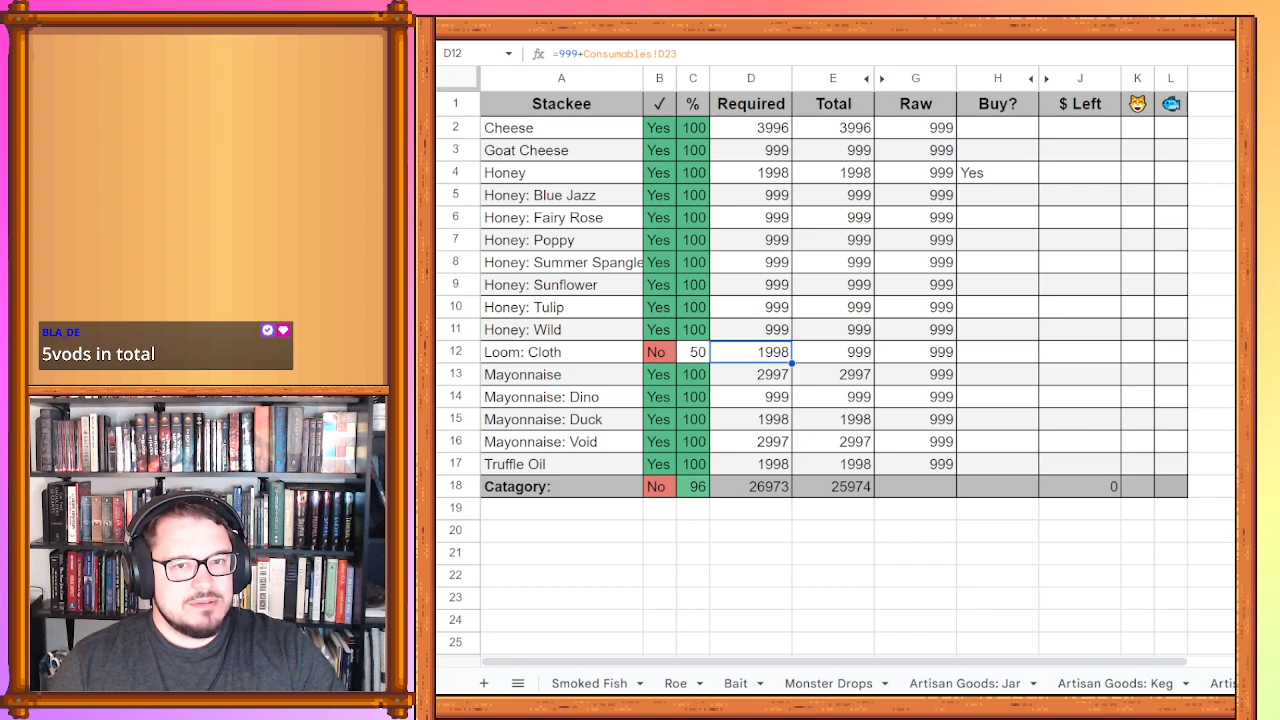 D12 fx =999+Consumables!D23
A B C D E G H J K L
1 Stackee ✓ % Required Total Raw Buy? $ Left
2 Cheese Yes 100 3996 3996 999
3 Goat Cheese Yes 100 999 999 999
4 Honey Yes 100 1998 1998 999 Yes
5 Honey: Blue Jazz Yes 100 999 999 999
6 Honey: Fairy Rose Yes 100 999 999 999
7 Honey: Poppy Yes 100 999 999 999
8 Honey: Summer Spangle Yes 100 999 999 999
9 Honey: Sunflower Yes 100 999 999 999
10 Honey: Tulip Yes 100 999 999 999
11 Honey: Wild Yes 100 999 999 999
12 Loom: Cloth No 50 1998 999 999
13 Mayonnaise Yes 100 2997 2997 999
14 Mayonnaise: Dino Yes 100 999 999 999
15 Mayonnaise: Duck Yes 100 1998 1998 999
16 Mayonnaise: Void Yes 100 2997 2997 999
17 Truffle Oil Yes 100 1998 1998 999
18 Catagory: No 96 26973 25974 0
19
20
21
22
23
24
25
Smoked Fish Roe Bait Monster Drops Artisan Goods: Jar Artisan Goods: Keg Artis
BLA_DE
5vods in total